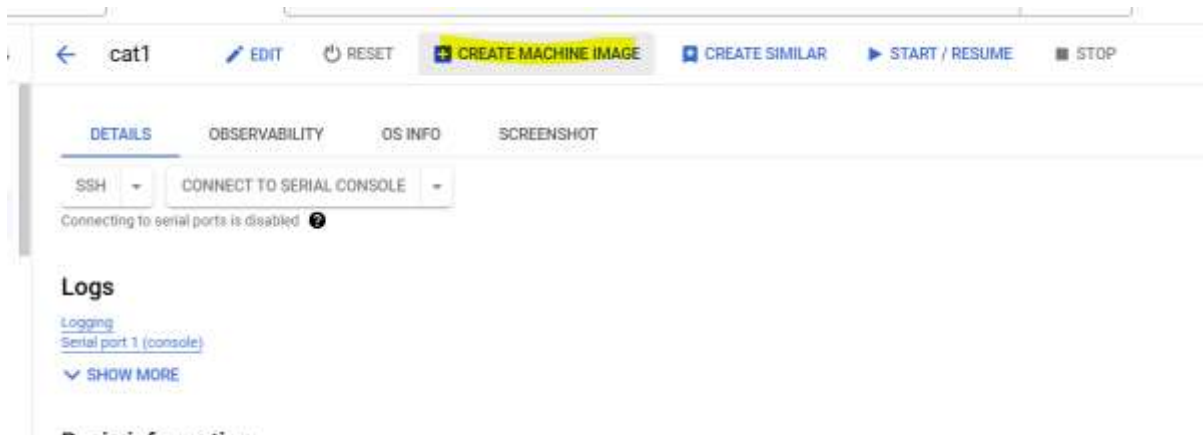 cat1 EDIT RESET CREATE MACHINE IMAGE CREATE SIMILAR START / RESUME STOP
DETAILS OBSERVABILITY OS INFO SCREENSHOT
SSH CONNECT TO SERIAL CONSOLE
Connecting to serial ports is disabled ?
Logs
Logging
Serial port 1 (console)
SHOW MORE